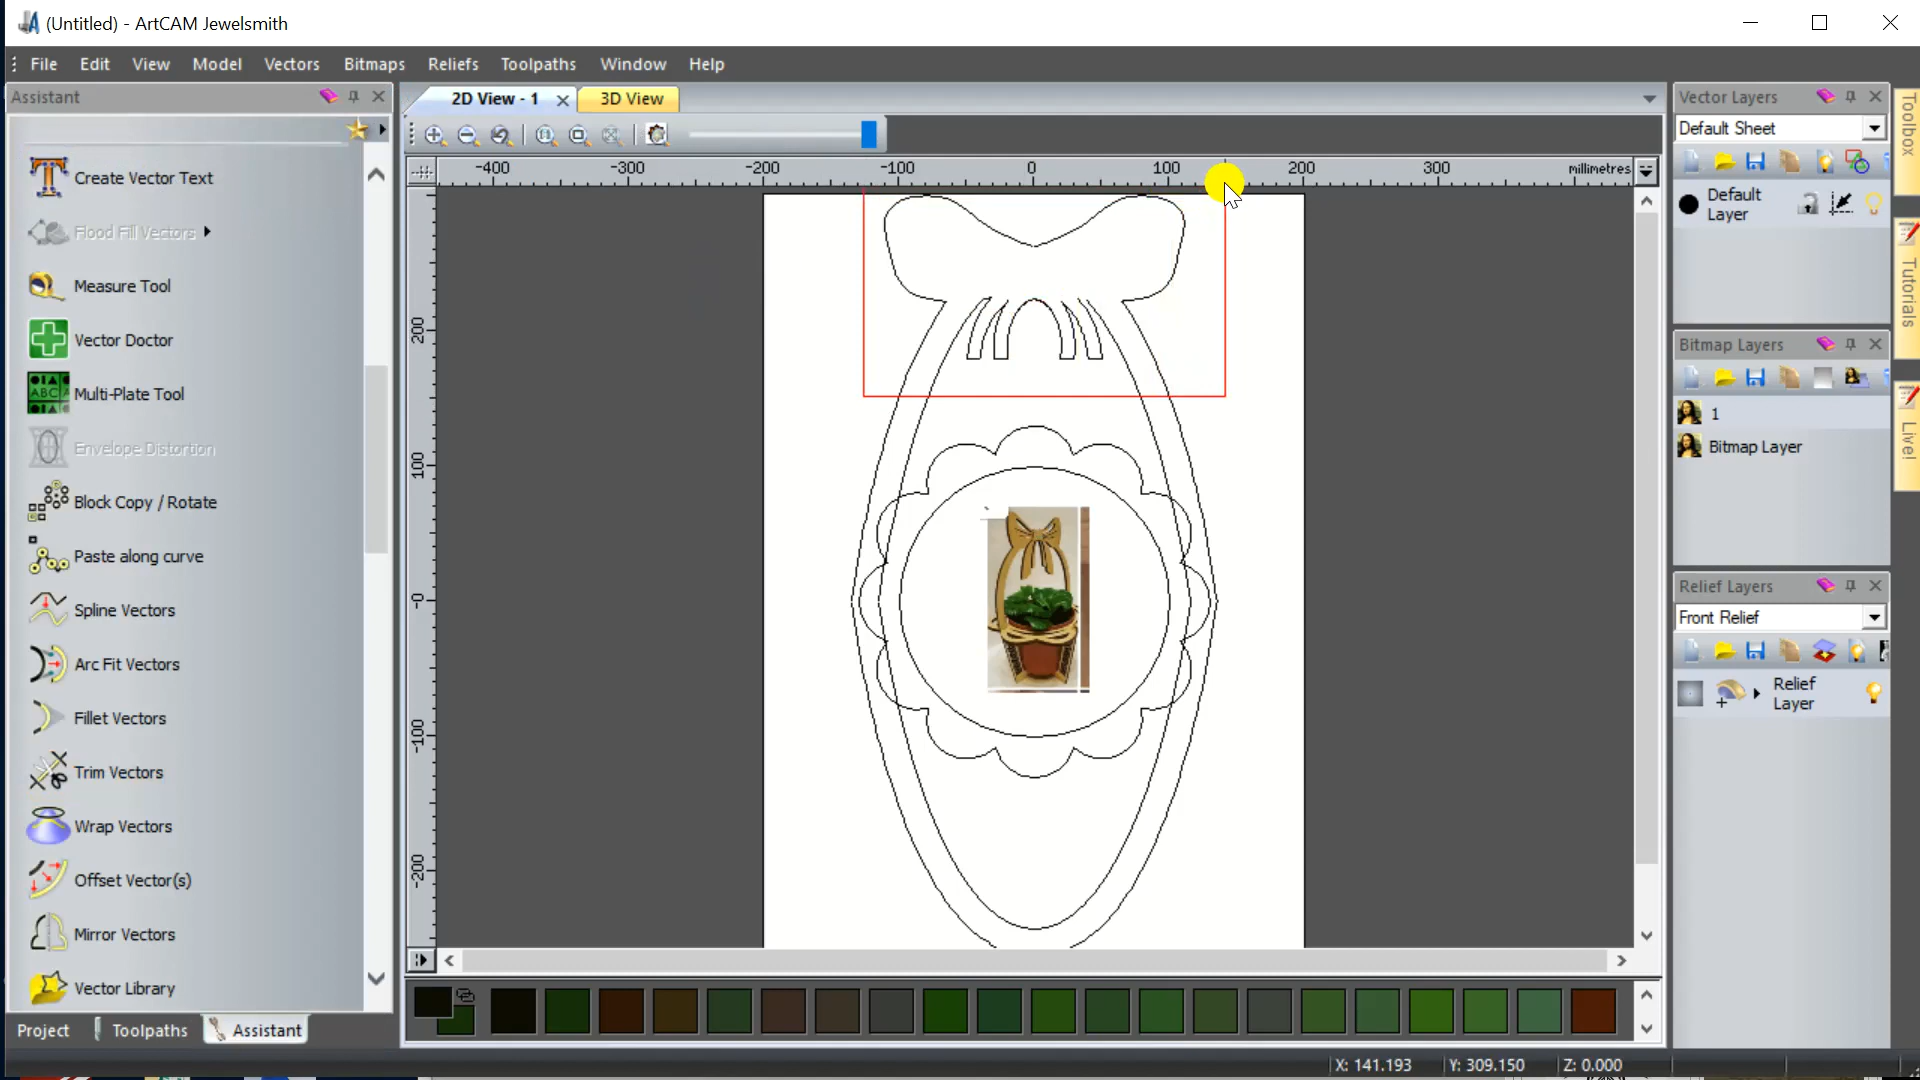 (Untitled) - ArtCAM Jewelsmith
File Edit View Model Vectors Bitmaps Reliefs Toolpaths Window Help
Assistant
2D View - 1
3D View
Create Vector Text
Flood Fill Vectors
Measure Tool
Vector Doctor
Multi-Plate Tool
Envelope Distortion
Block Copy / Rotate
Paste along curve
Spline Vectors
Arc Fit Vectors
Fillet Vectors
Trim Vectors
Wrap Vectors
Offset Vector(s)
Mirror Vectors
Vector Library
Project Toolpaths Assistant
-400 -300 -200 -100 0 100 200 300 millimetres
200
100
-0
-100
-200
Vector Layers
Default Sheet
Default
Layer
Bitmap Layers
1
Bitmap Layer
Relief Layers
Front Relief
Relief
Layer
Toolbox
Tutorials
Live!
X: 141.193 Y: 309.150 Z: 0.000